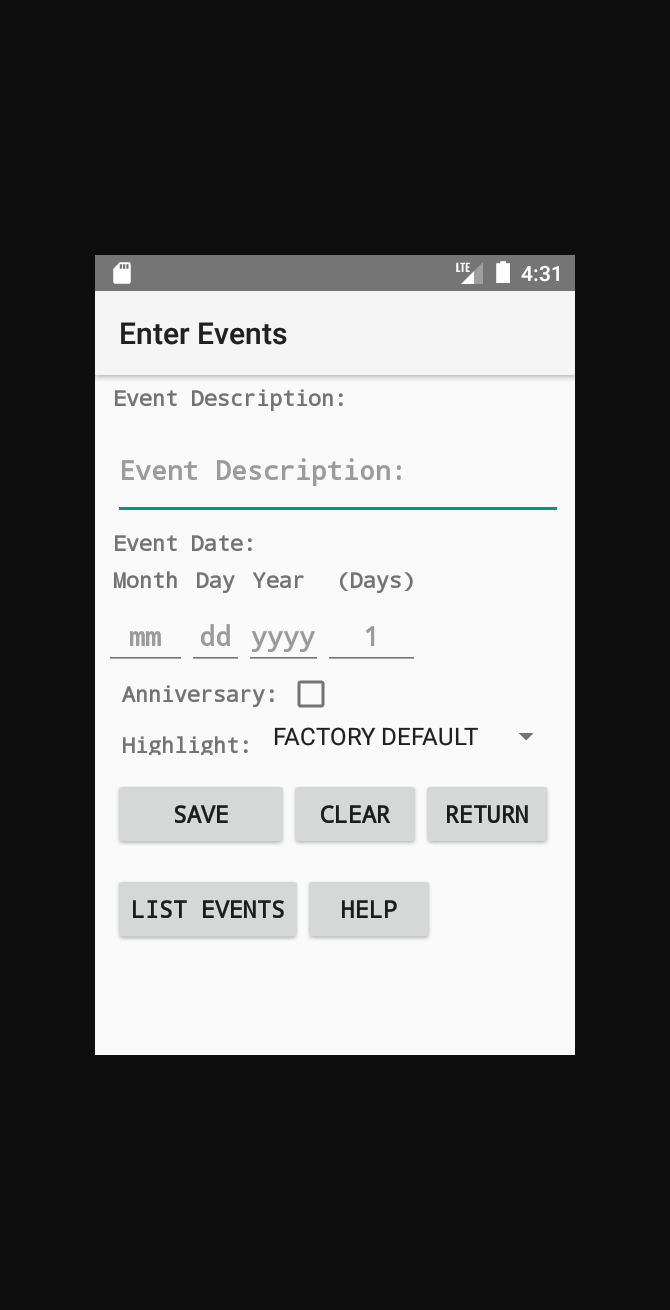 LTE 4:31
Enter Events
Event Description:
Event Description:
Event Date:
Month Day Year (Days)
mm dd yyyy 1
Anniversary:
Highlight: FACTORY DEFAULT
SAVE CLEAR RETURN
LIST EVENTS HELP